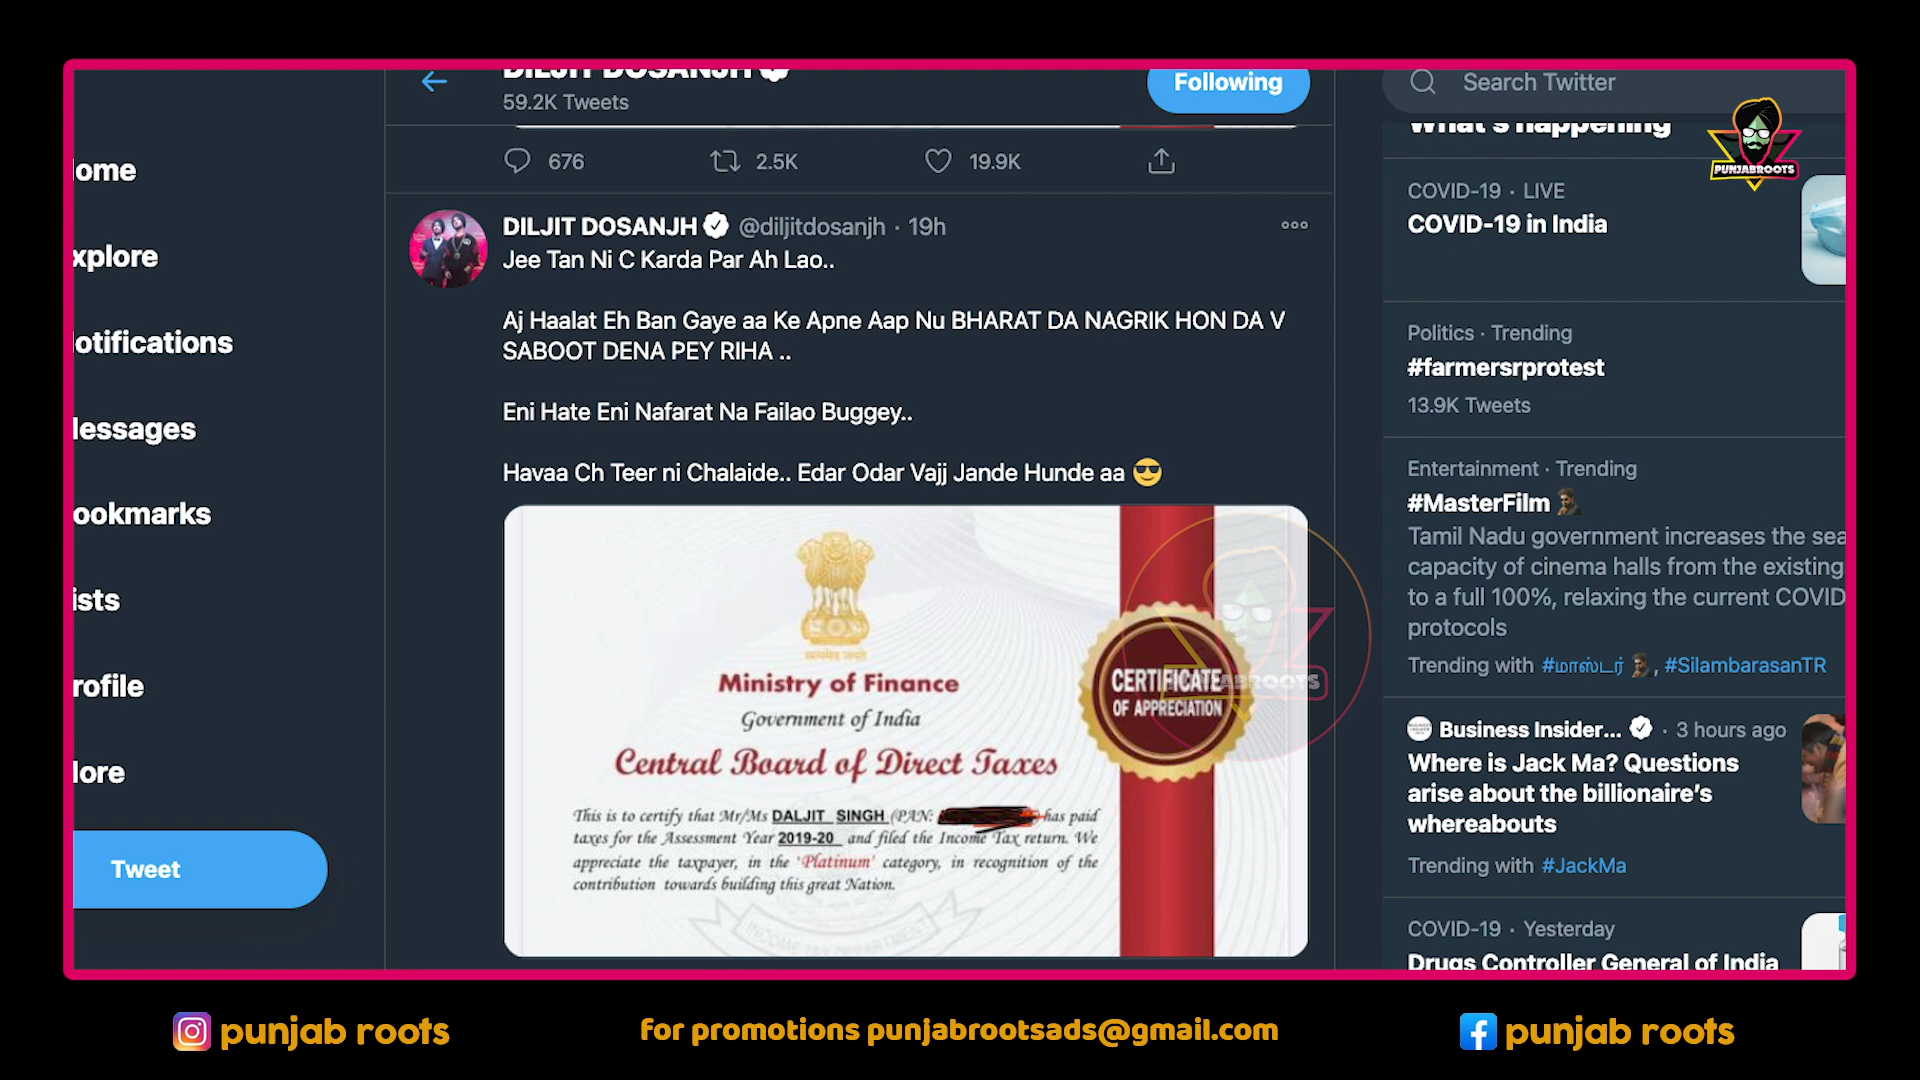 DILJIT DOSANJH
59.2K Tweets
Following
Search Twitter
What's happening
PUNJABROOTS
ome
xplore
otifications
lessages
ookmarks
ists
rofile
lore
Tweet
676
2.5K
19.9K
DILJIT DOSANJH @diljitdosanjh · 19h
Jee Tan Ni C Karda Par Ah Lao..
Aj Haalat Eh Ban Gaye aa Ke Apne Aap Nu BHARAT DA NAGRIK HON DA V
SABOOT DENA PEY RIHA ..
Eni Hate Eni Nafarat Na Failao Buggey..
Havaa Ch Teer ni Chalaide.. Edar Odar Vajj Jande Hunde aa 😎
सत्यमेव जयते
Ministry of Finance
Government of India
Central Board of Direct Taxes
CERTIFICATE
OF APPRECIATION
This is to certify that Mr/Ms DALJIT SINGH (PAN: has paid
taxes for the Assessment Year 2019-20 and filed the Income Tax return. We
appreciate the taxpayer, in the 'Platinum' category, in recognition of the
contribution towards building this great Nation.
INCOME TAX DEPARTMENT
COVID-19 · LIVE
COVID-19 in India
Politics · Trending
#farmersrprotest
13.9K Tweets
Entertainment · Trending
#MasterFilm
Tamil Nadu government increases the sea
capacity of cinema halls from the existing
to a full 100%, relaxing the current COVID
protocols
Trending with #மாஸ்டர் , #SilambarasanTR
Business Insider... · 3 hours ago
Where is Jack Ma? Questions
arise about the billionaire's
whereabouts
Trending with #JackMa
COVID-19 · Yesterday
Drugs Controller General of India
punjab roots
for promotions punjabrootsads@gmail.com
punjab roots